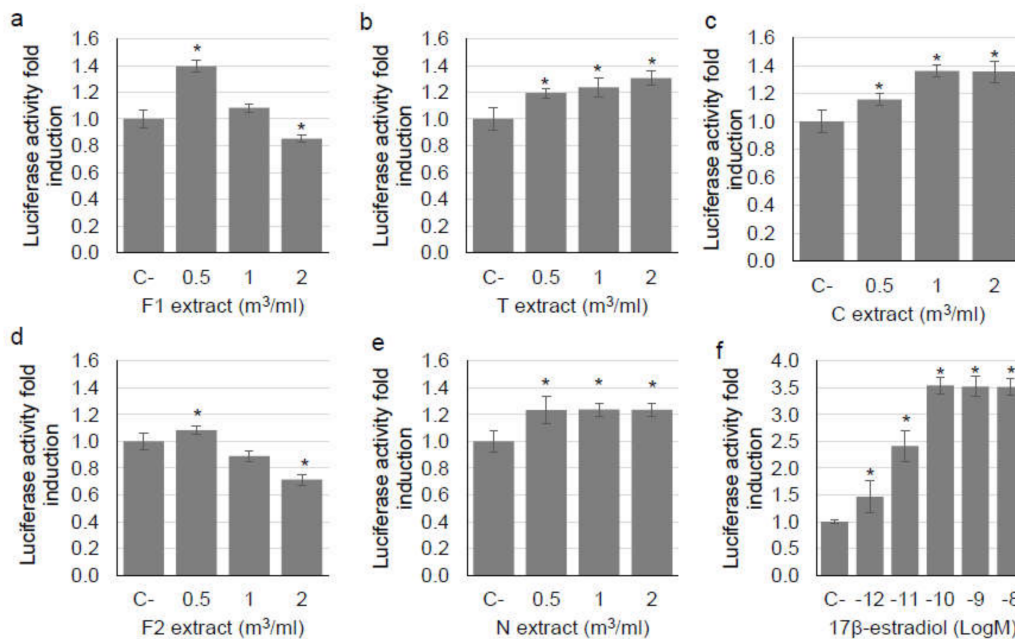 a
Luciferase activity fold
induction
1.6
1.4
1.2
1.0
0.8
0.6
0.4
0.2
0.0
*
*
C- 0.5 1 2
F1 extract (m³/ml)
b
Luciferase activity fold
induction
1.6
1.4
1.2
1.0
0.8
0.6
0.4
0.2
0.0
* * *
C- 0.5 1 2
T extract (m³/ml)
c
Luciferase activity fold
induction
1.6
1.4
1.2
1.0
0.8
0.6
0.4
0.2
0.0
* * *
C- 0.5 1 2
C extract (m³/ml)
d
Luciferase activity fold
induction
1.6
1.4
1.2
1.0
0.8
0.6
0.4
0.2
0.0
*
*
C- 0.5 1 2
F2 extract (m³/ml)
e
Luciferase activity fold
induction
1.6
1.4
1.2
1.0
0.8
0.6
0.4
0.2
0.0
* * *
C- 0.5 1 2
N extract (m³/ml)
f
Luciferase activity fold
induction
4.0
3.5
3.0
2.5
2.0
1.5
1.0
0.5
0.0
* * * * *
C- -12 -11 -10 -9 -8
17β-estradiol (LogM)